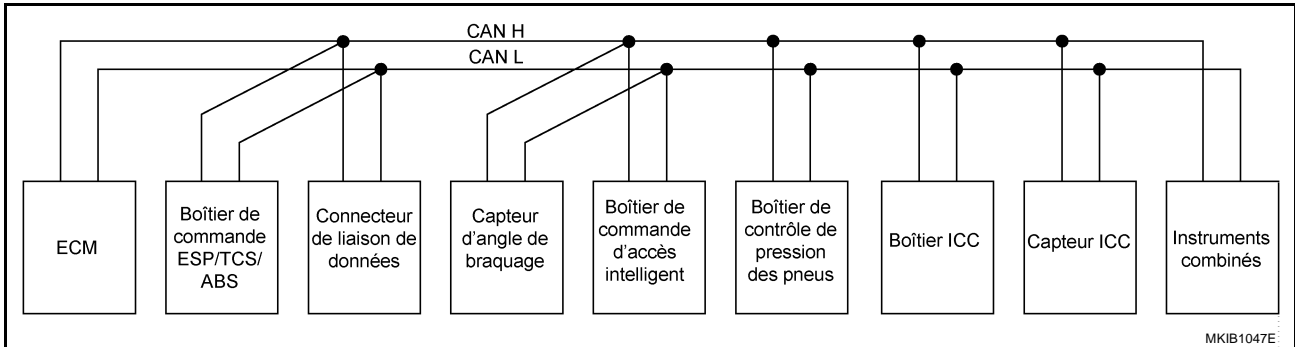 CAN H
CAN L
ECM
Boîtier de
commande
ESP/TCS/
ABS
Connecteur
de liaison de
données
Capteur
d'angle de
braquage
Boîtier de
commande
d'accès
intelligent
Boîtier de
contrôle de
pression
des pneus
Boîtier ICC
Capteur ICC
Instruments
combinés
MKIB1047E